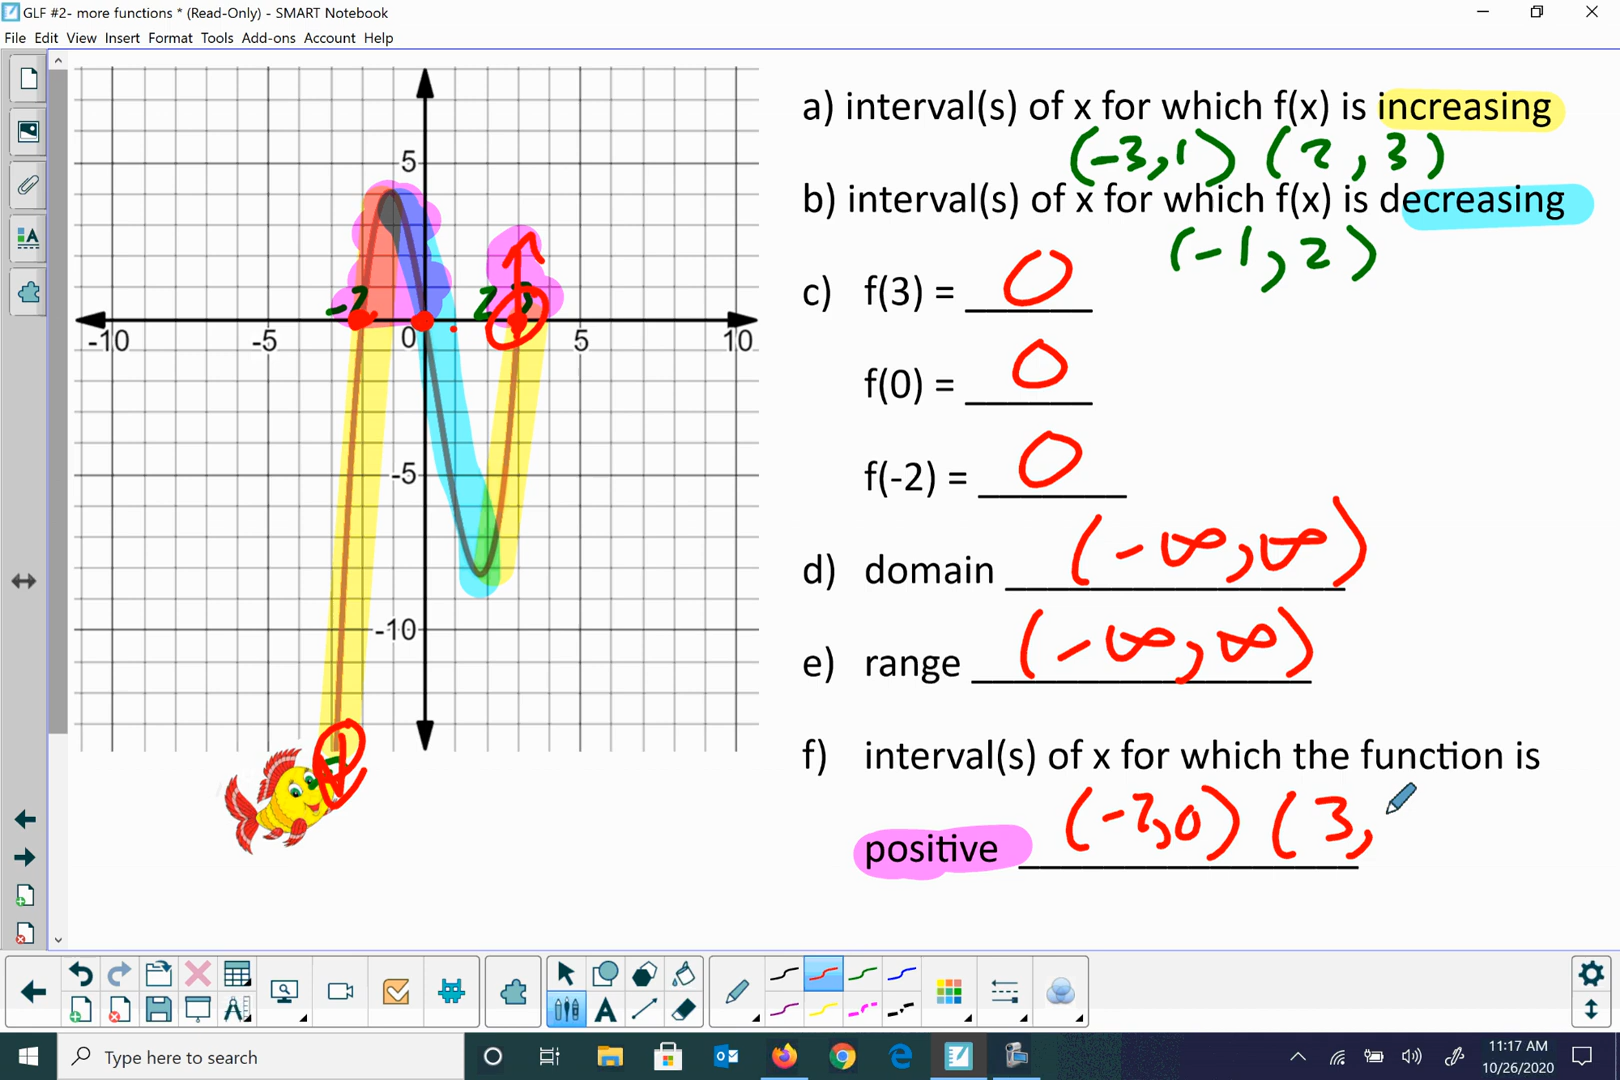 GLF #2- more functions * (Read-Only) - SMART Notebook
File Edit View Insert Format Tools Add-ons Account Help
5
-10 -5 0 5 10
-5
-10
-2 2 3
a) interval(s) of x for which f(x) is increasing
(-3,1) (2,3)
b) interval(s) of x for which f(x) is decreasing
(-1,2)
c) f(3) = 0
f(0) = 0
f(-2) = 0
d) domain (-∞,∞)
e) range (-∞,∞)
f) interval(s) of x for which the function is
positive (-2,0) (3,
A
A
Type here to search
11:17 AM
10/26/2020